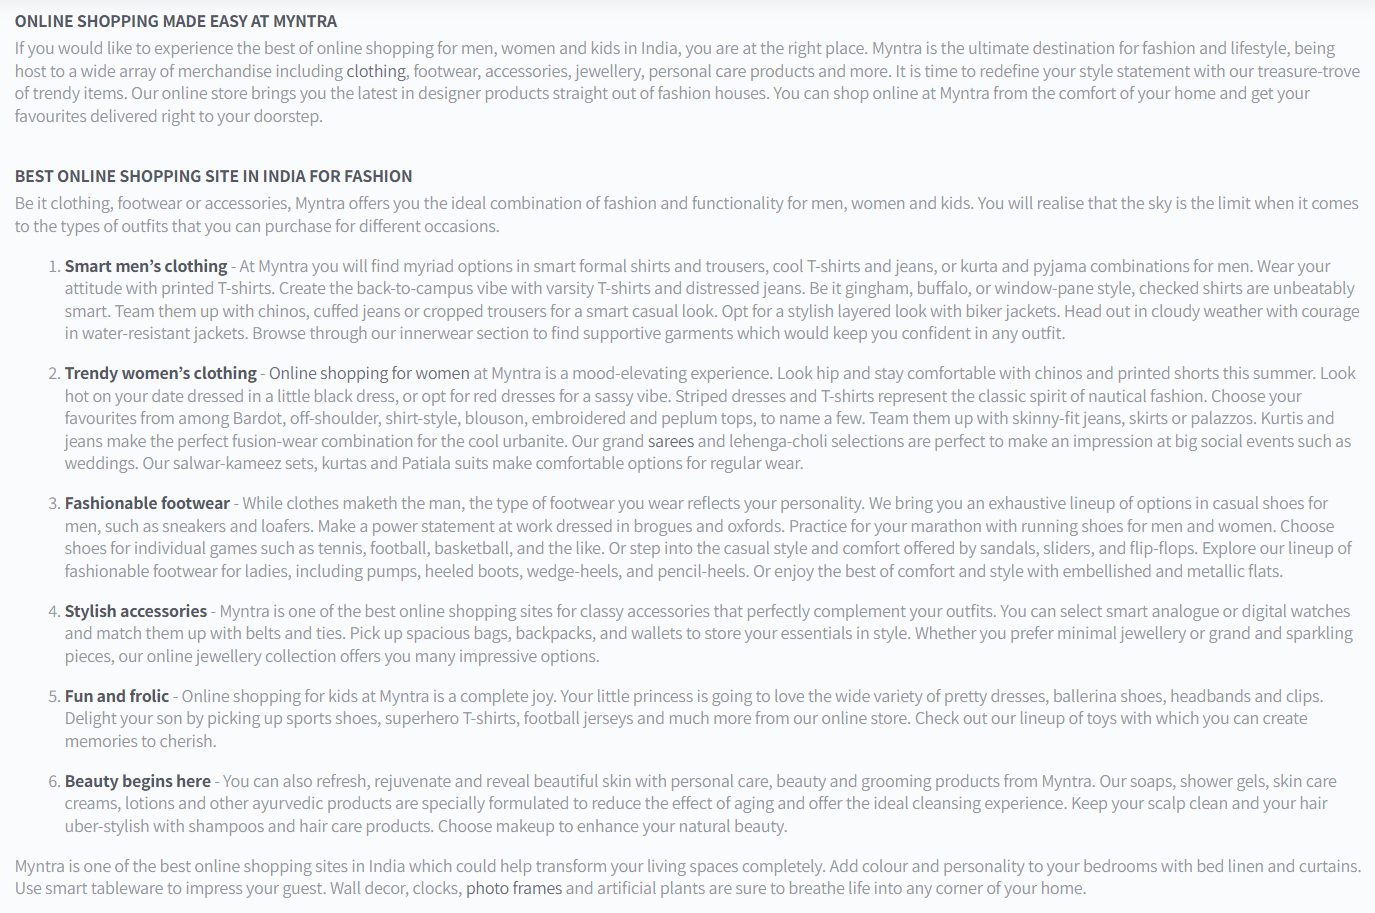 ONLINE SHOPPING MADE EASY AT MYNTRA
If you would like to experience the best of online shopping for men, women and kids in India, you are at the right place. Myntra is the ultimate destination for fashion and lifestyle, being
host to a wide array of merchandise including clothing, footwear, accessories, jewellery, personal care products and more. It is time to redefine your style statement with our treasure-trove
of trendy items. Our online store brings you the latest in designer products straight out of fashion houses. You can shop online at Myntra from the comfort of your home and get your
favourites delivered right to your doorstep.
BEST ONLINE SHOPPING SITE IN INDIA FOR FASHION
Be it clothing, footwear or accessories, Myntra offers you the ideal combination of fashion and functionality for men, women and kids. You will realise that the sky is the limit when it comes
to the types of outfits that you can purchase for different occasions.
1. Smart men’s clothing - At Myntra you will find myriad options in smart formal shirts and trousers, cool T-shirts and jeans, or kurta and pyjama combinations for men. Wear your
attitude with printed T-shirts. Create the back-to-campus vibe with varsity T-shirts and distressed jeans. Be it gingham, buffalo, or window-pane style, checked shirts are unbeatably
smart. Team them up with chinos, cuffed jeans or cropped trousers for a smart casual look. Opt for a stylish layered look with biker jackets. Head out in cloudy weather with courage
in water-resistant jackets. Browse through our innerwear section to find supportive garments which would keep you confident in any outfit.
2. Trendy women’s clothing - Online shopping for women at Myntra is a mood-elevating experience. Look hip and stay comfortable with chinos and printed shorts this summer. Look
hot on your date dressed in a little black dress, or opt for red dresses for a sassy vibe. Striped dresses and T-shirts represent the classic spirit of nautical fashion. Choose your
favourites from among Bardot, off-shoulder, shirt-style, blouson, embroidered and peplum tops, to name a few. Team them up with skinny-fit jeans, skirts or palazzos. Kurtis and
jeans make the perfect fusion-wear combination for the cool urbanite. Our grand sarees and lehenga-choli selections are perfect to make an impression at big social events such as
weddings. Our salwar-kameez sets, kurtas and Patiala suits make comfortable options for regular wear.
3. Fashionable footwear - While clothes maketh the man, the type of footwear you wear reflects your personality. We bring you an exhaustive lineup of options in casual shoes for
men, such as sneakers and loafers. Make a power statement at work dressed in brogues and oxfords. Practice for your marathon with running shoes for men and women. Choose
shoes for individual games such as tennis, football, basketball, and the like. Or step into the casual style and comfort offered by sandals, sliders, and flip-flops. Explore our lineup of
fashionable footwear for ladies, including pumps, heeled boots, wedge-heels, and pencil-heels. Or enjoy the best of comfort and style with embellished and metallic flats.
4. Stylish accessories - Myntra is one of the best online shopping sites for classy accessories that perfectly complement your outfits. You can select smart analogue or digital watches
and match them up with belts and ties. Pick up spacious bags, backpacks, and wallets to store your essentials in style. Whether you prefer minimal jewellery or grand and sparkling
pieces, our online jewellery collection offers you many impressive options.
5. Fun and frolic - Online shopping for kids at Myntra is a complete joy. Your little princess is going to love the wide variety of pretty dresses, ballerina shoes, headbands and clips.
Delight your son by picking up sports shoes, superhero T-shirts, football jerseys and much more from our online store. Check out our lineup of toys with which you can create
memories to cherish.
6. Beauty begins here - You can also refresh, rejuvenate and reveal beautiful skin with personal care, beauty and grooming products from Myntra. Our soaps, shower gels, skin care
creams, lotions and other ayurvedic products are specially formulated to reduce the effect of aging and offer the ideal cleansing experience. Keep your scalp clean and your hair
uber-stylish with shampoos and hair care products. Choose makeup to enhance your natural beauty.
Myntra is one of the best online shopping sites in India which could help transform your living spaces completely. Add colour and personality to your bedrooms with bed linen and curtains.
Use smart tableware to impress your guest. Wall decor, clocks, photo frames and artificial plants are sure to breathe life into any corner of your home.